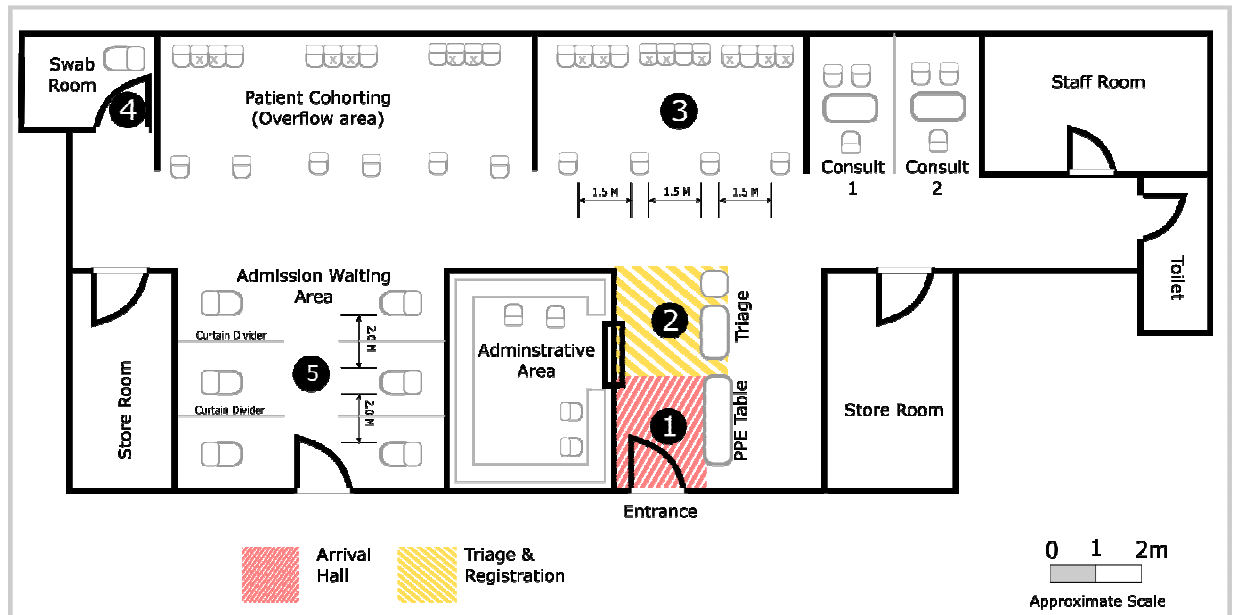 Swab
Room
4
X X
X X
X X
Patient Cohorting
(Overflow area)
X X
X X X X
X X
3
1.5 M
1.5 M
1.5 M
Consult
1
Consult
2
Staff Room
Toilet
Admission Waiting
Area
Curtain Divider
2.0 M
5
Curtain Divider
2.0 M
Store Room
Adminstrative
Area
2
Triage
1
PPE Table
Store Room
Entrance
Arrival
Hall
Triage &
Registration
0 1 2m
Approximate Scale